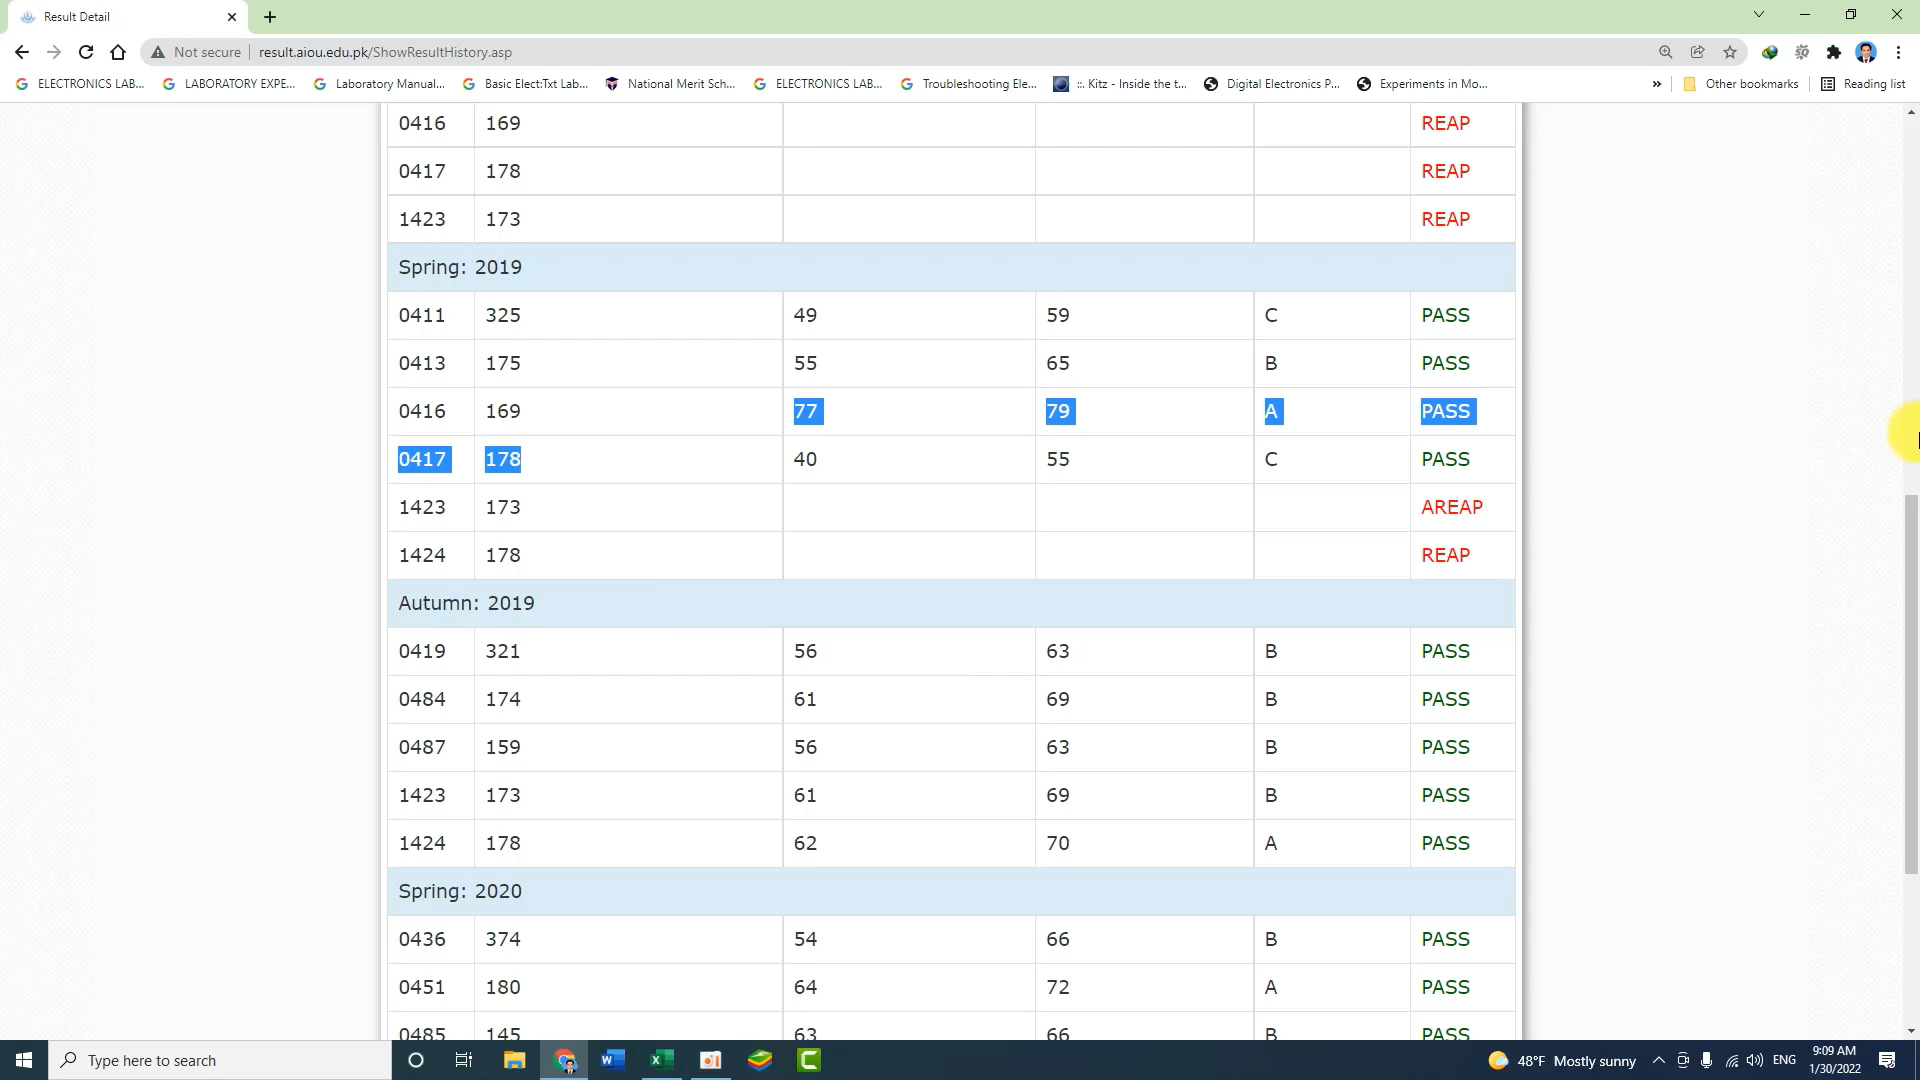 Result Detail
Not secure result.aiou.edu.pk/ShowResultHistory.asp
ELECTRONICS LAB... LABORATORY EXPE... Laboratory Manual... Basic Elect:Txt Lab... National Merit Sch... ELECTRONICS LAB... Troubleshooting Ele... ::. Kitz - Inside the t... Digital Electronics P... Experiments in Mo... » Other bookmarks Reading list
0416 169 REAP
0417 178 REAP
1423 173 REAP
Spring: 2019
0411 325 49 59 C PASS
0413 175 55 65 B PASS
0416 169 77 79 A PASS
0417 178 40 55 C PASS
1423 173 AREAP
1424 178 REAP
Autumn: 2019
0419 321 56 63 B PASS
0484 174 61 69 B PASS
0487 159 56 63 B PASS
1423 173 61 69 B PASS
1424 178 62 70 A PASS
Spring: 2020
0436 374 54 66 B PASS
0451 180 64 72 A PASS
0485 145 63 66 B PASS
Type here to search 48°F Mostly sunny ENG 9:09 AM
1/30/2022